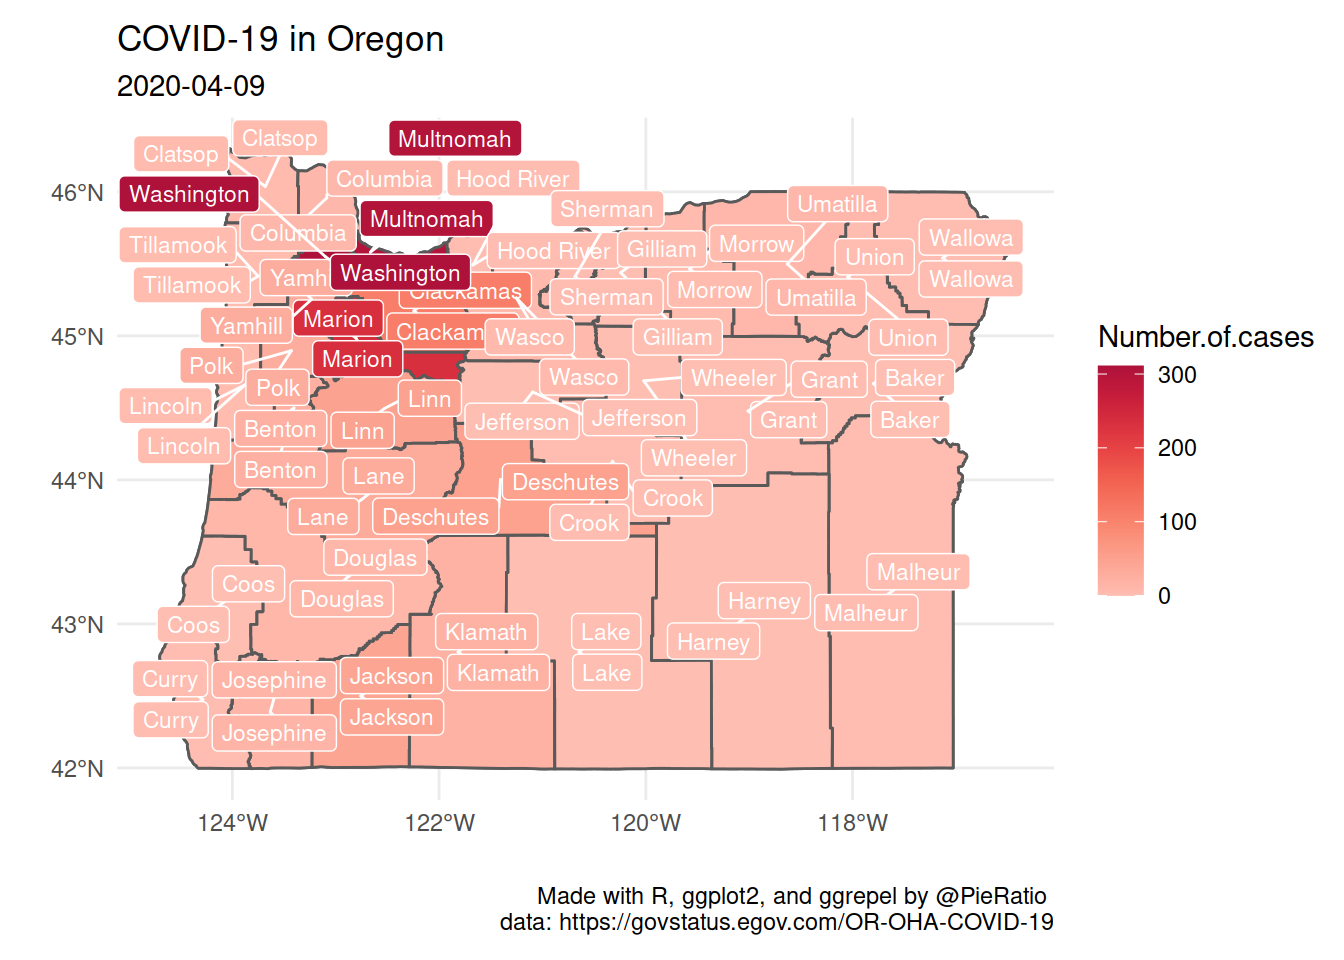 COVID-19 in Oregon
2020-04-09
Clatsop
Multnomah
Clatsop
Columbia
Hood River
Washington
Umatilla
Sherman
Multnomah
Columbia
Wallowa
Tillamook
Morrow
Gilliam
Hood River
Union
Washington
Yamh
Wallowa
Tillamook
Clackamas
Morrow
Sherman
Umatilla
Marion
Yamhill
Clackam
Wasco
Gilliam
Union
Marion
Polk
Wasco
Wheeler
Grant
Baker
Polk
Linn
Lincoln
Jefferson
Jefferson
Grant
Baker
Benton
Linn
Lincoln
Wheeler
Benton
Lane
Deschutes
Crook
Lane
Deschutes
Crook
Douglas
Malheur
Coos
Douglas
Harney
Malheur
Coos
Klamath
Lake
Harney
Curry
Josephine
Jackson
Klamath
Lake
Curry
Josephine
Jackson
46°N
45°N
44°N
43°N
42°N
124°W
122°W
120°W
118°W
Number.of.cases
300
200
100
0
Made with R, ggplot2, and ggrepel by @PieRatio
data: https://govstatus.egov.com/OR-OHA-COVID-19